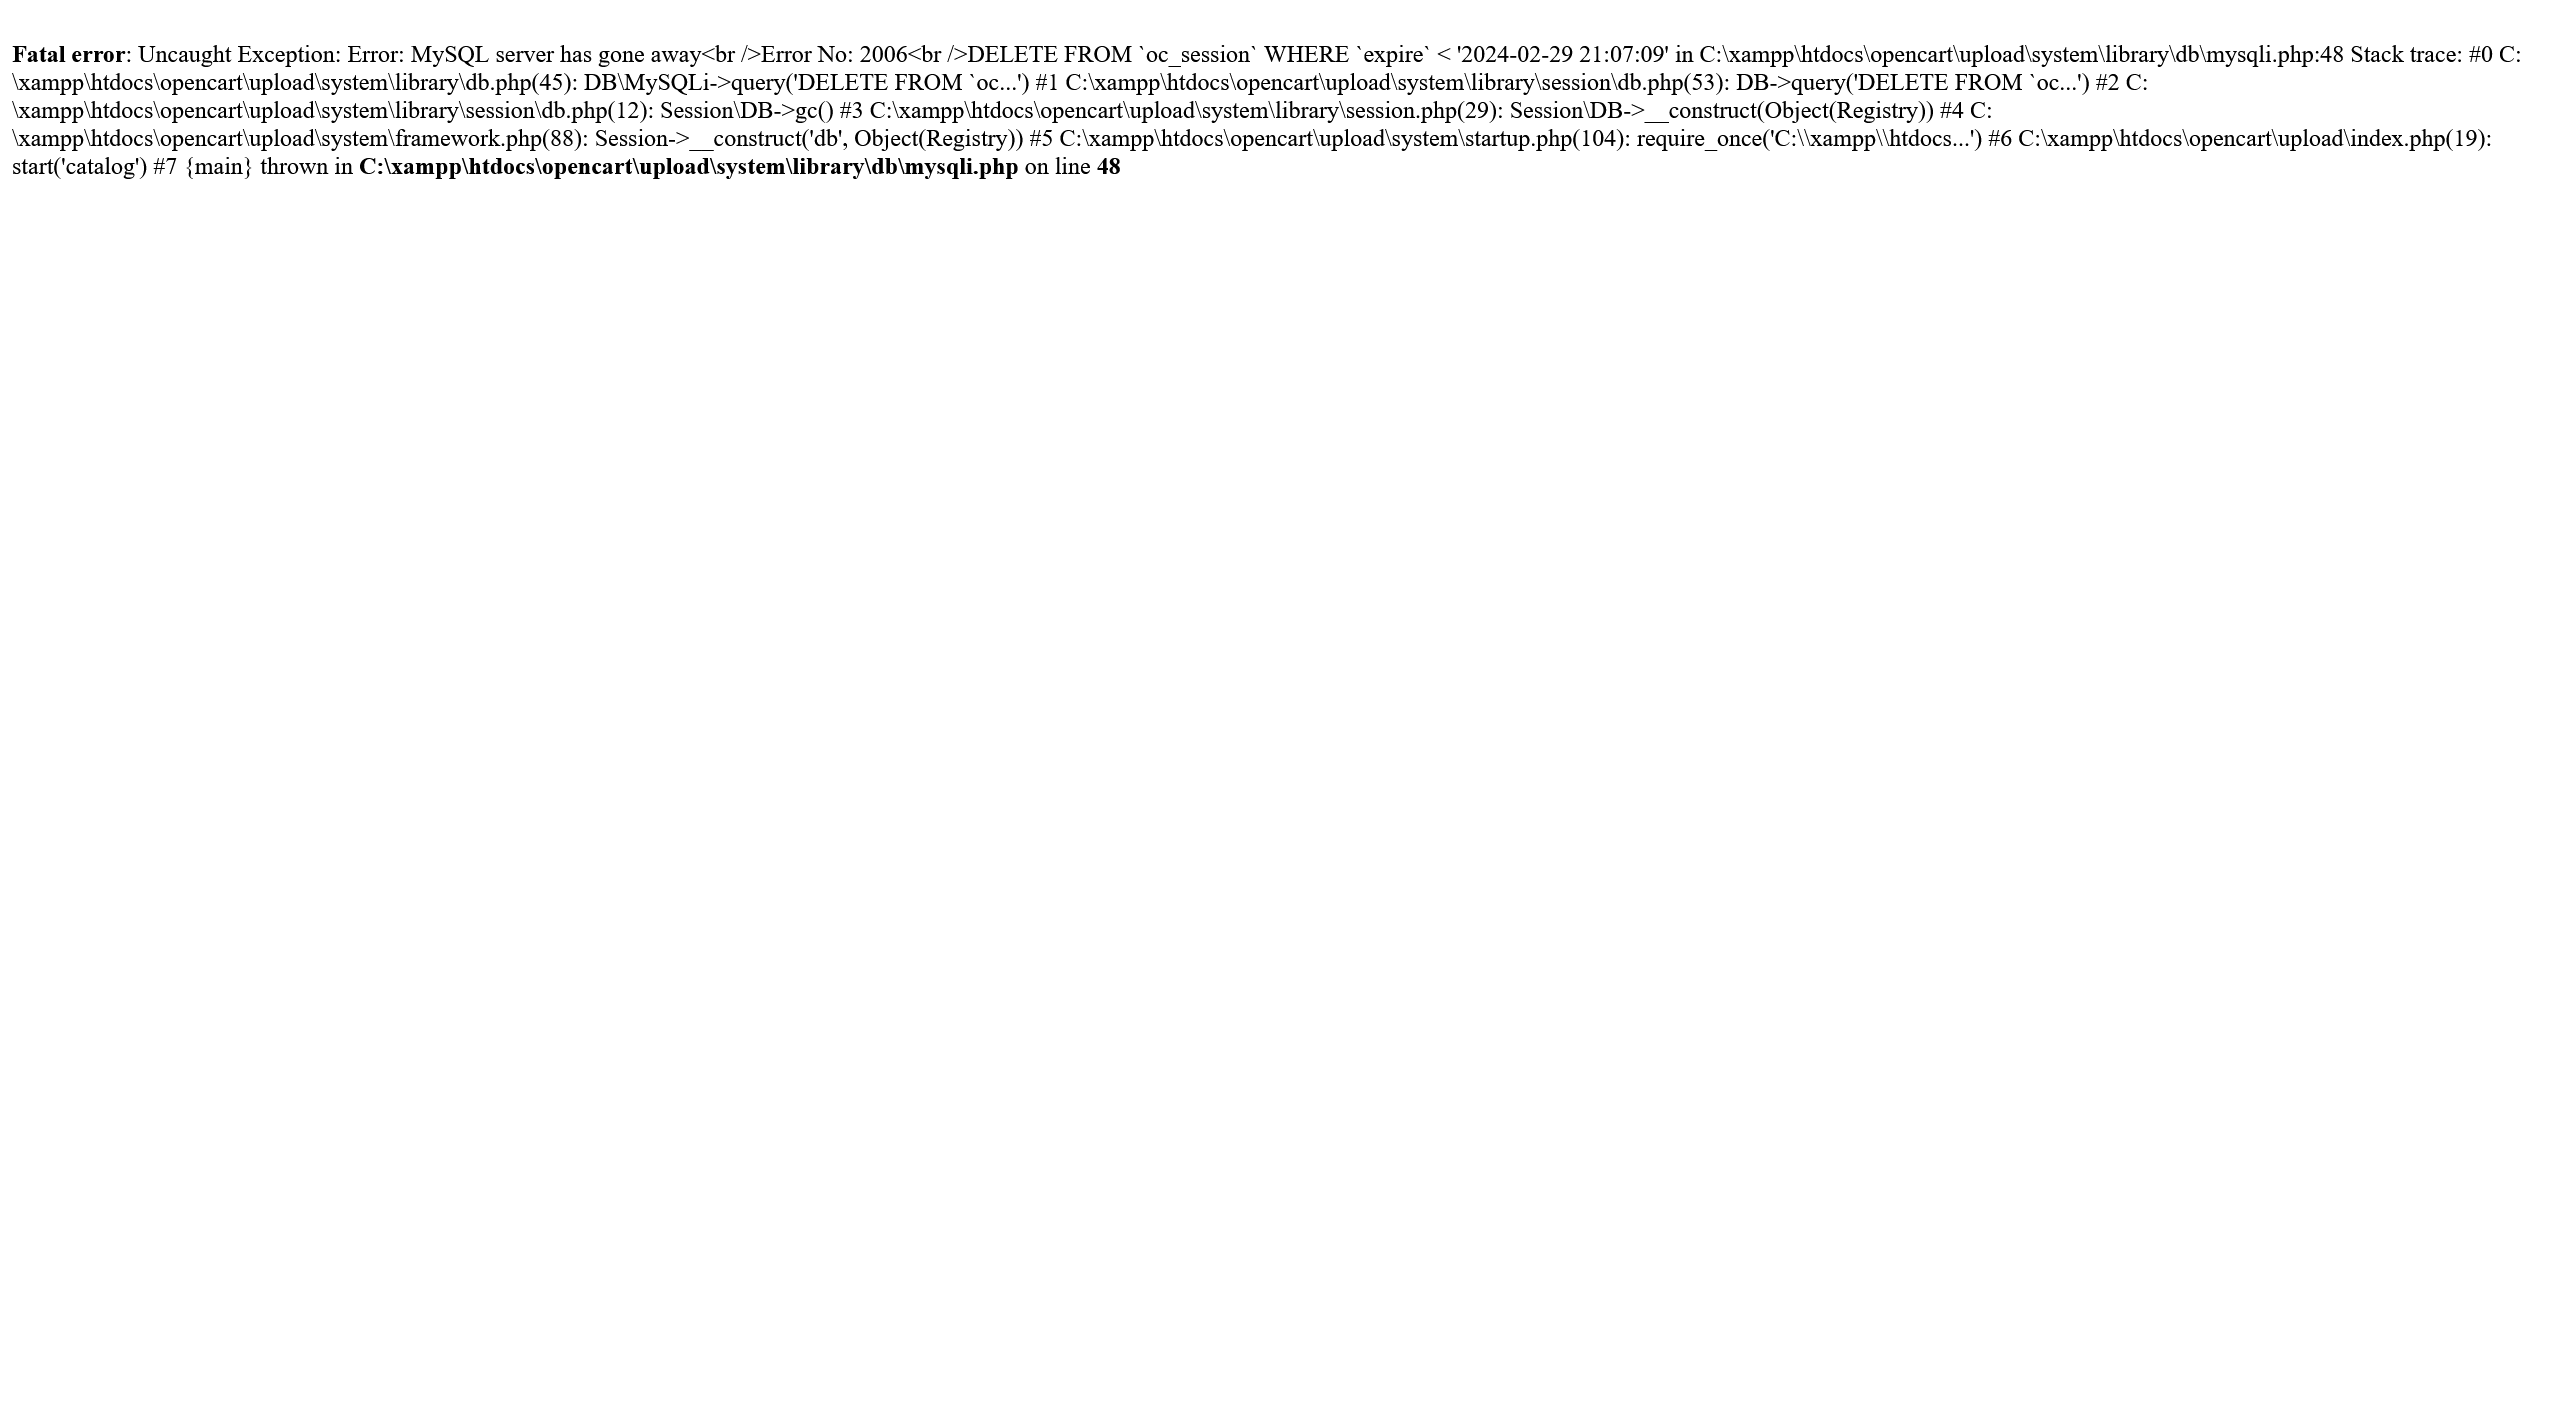 Fatal error: Uncaught Exception: Error: MySQL server has gone away<br />Error No: 2006<br />DELETE FROM `oc_session` WHERE `expire` < '2024-02-29 21:07:09' in C:\xampp\htdocs\opencart\upload\system\library\db\mysqli.php:48 Stack trace: #0 C:
\xampp\htdocs\opencart\upload\system\library\db.php(45): DB\MySQLi->query('DELETE FROM `oc...') #1 C:\xampp\htdocs\opencart\upload\system\library\session\db.php(53): DB->query('DELETE FROM `oc...') #2 C:
\xampp\htdocs\opencart\upload\system\library\session\db.php(12): Session\DB->gc() #3 C:\xampp\htdocs\opencart\upload\system\library\session.php(29): Session\DB->__construct(Object(Registry)) #4 C:
\xampp\htdocs\opencart\upload\system\framework.php(88): Session->__construct('db', Object(Registry)) #5 C:\xampp\htdocs\opencart\upload\system\startup.php(104): require_once('C:\\xampp\\htdocs...') #6 C:\xampp\htdocs\opencart\upload\index.php(19):
start('catalog') #7 {main} thrown in C:\xampp\htdocs\opencart\upload\system\library\db\mysqli.php on line 48